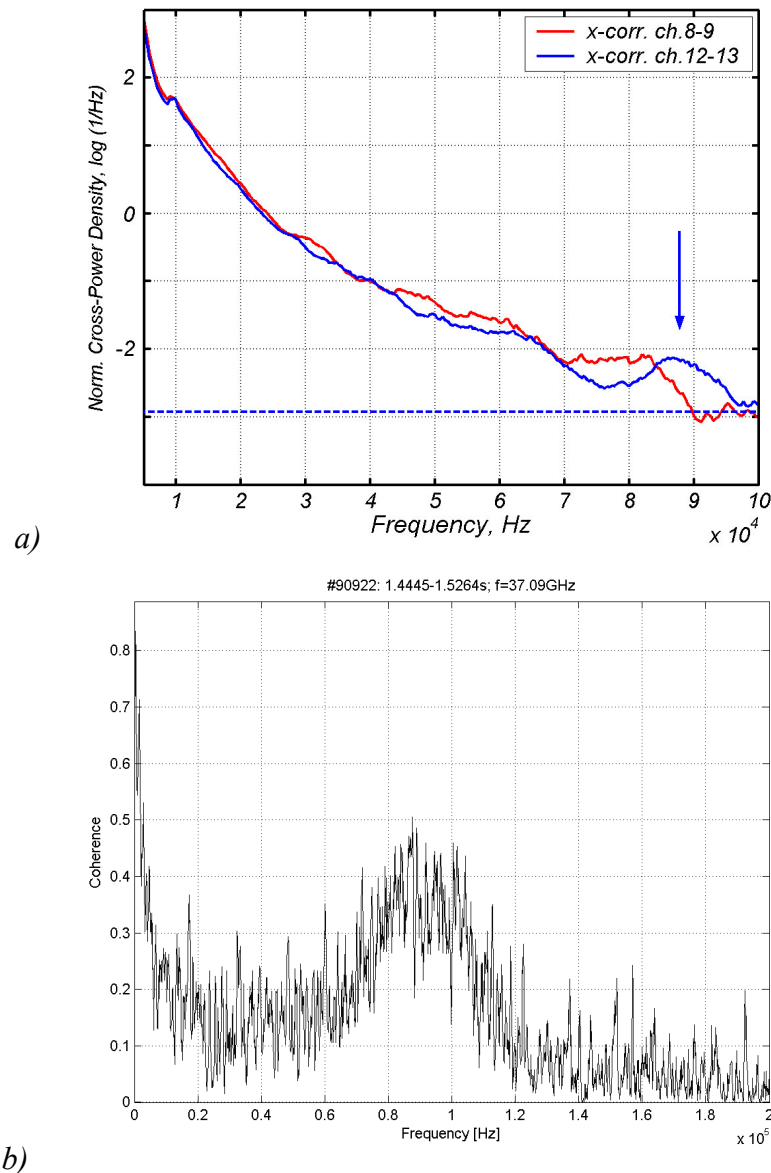 x-corr. ch.8-9
x-corr. ch.12-13
Norm. Cross-Power Density, log (1/Hz)
2
0
-2
1 2 3 4 5 6 7 8 9 10
Frequency, Hz
x 10^4
a)
#90922: 1.4445-1.5264s; f=37.09GHz
Coherence
0.8
0.7
0.6
0.5
0.4
0.3
0.2
0.1
0
0 0.2 0.4 0.6 0.8 1 1.2 1.4 1.6 1.8 2
Frequency [Hz]
x 10^5
b)